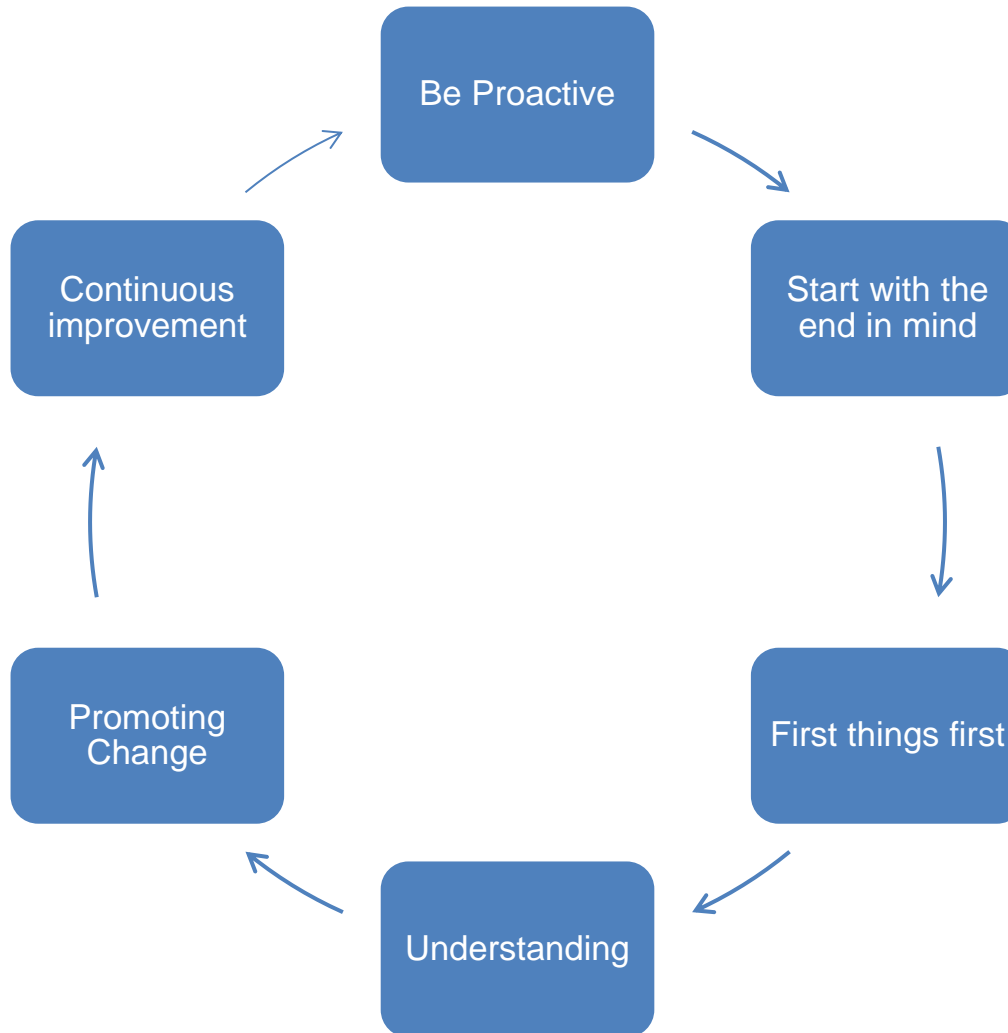 Be Proactive
Start with the
end in mind
First things first
Understanding
Promoting
Change
Continuous
improvement